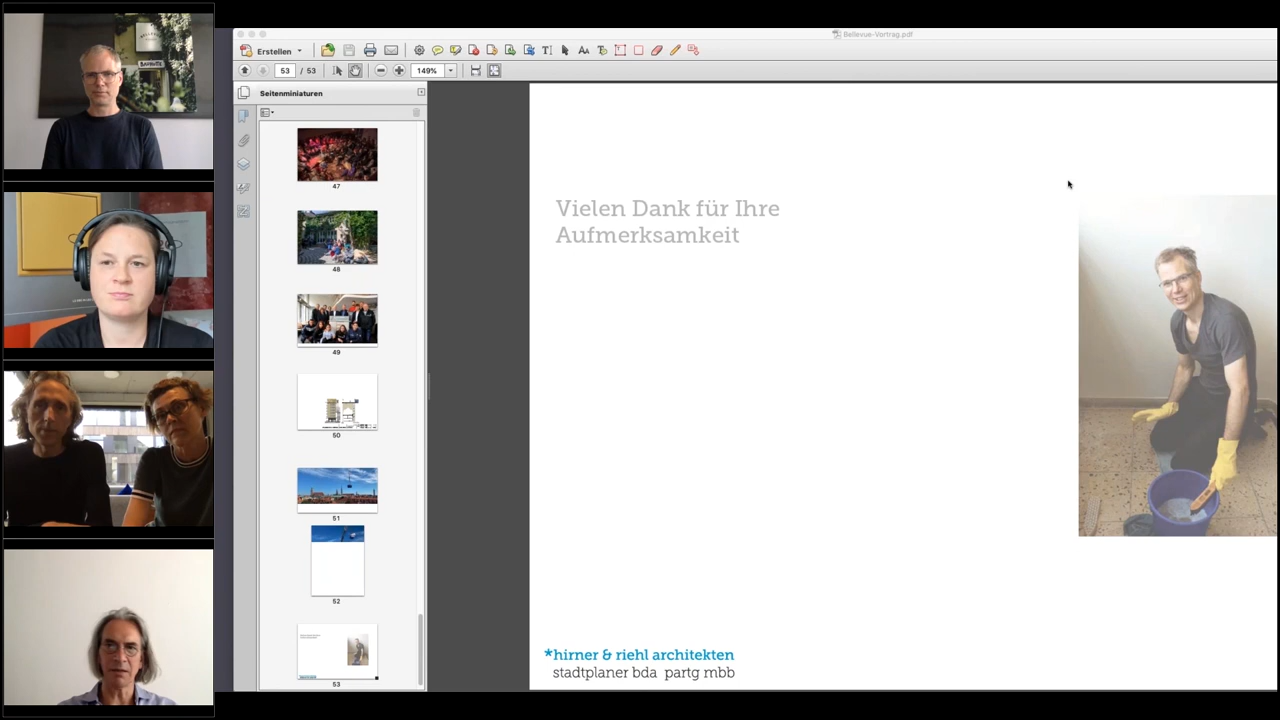 Bellevue-Vortrag.pdf
Erstellen
53 / 53
149%
Seitenminiaturen
47
48
49
50
51
52
53
Vielen Dank für Ihre
Aufmerksamkeit
*hirner & riehl architekten
stadtplaner bda partg mbb